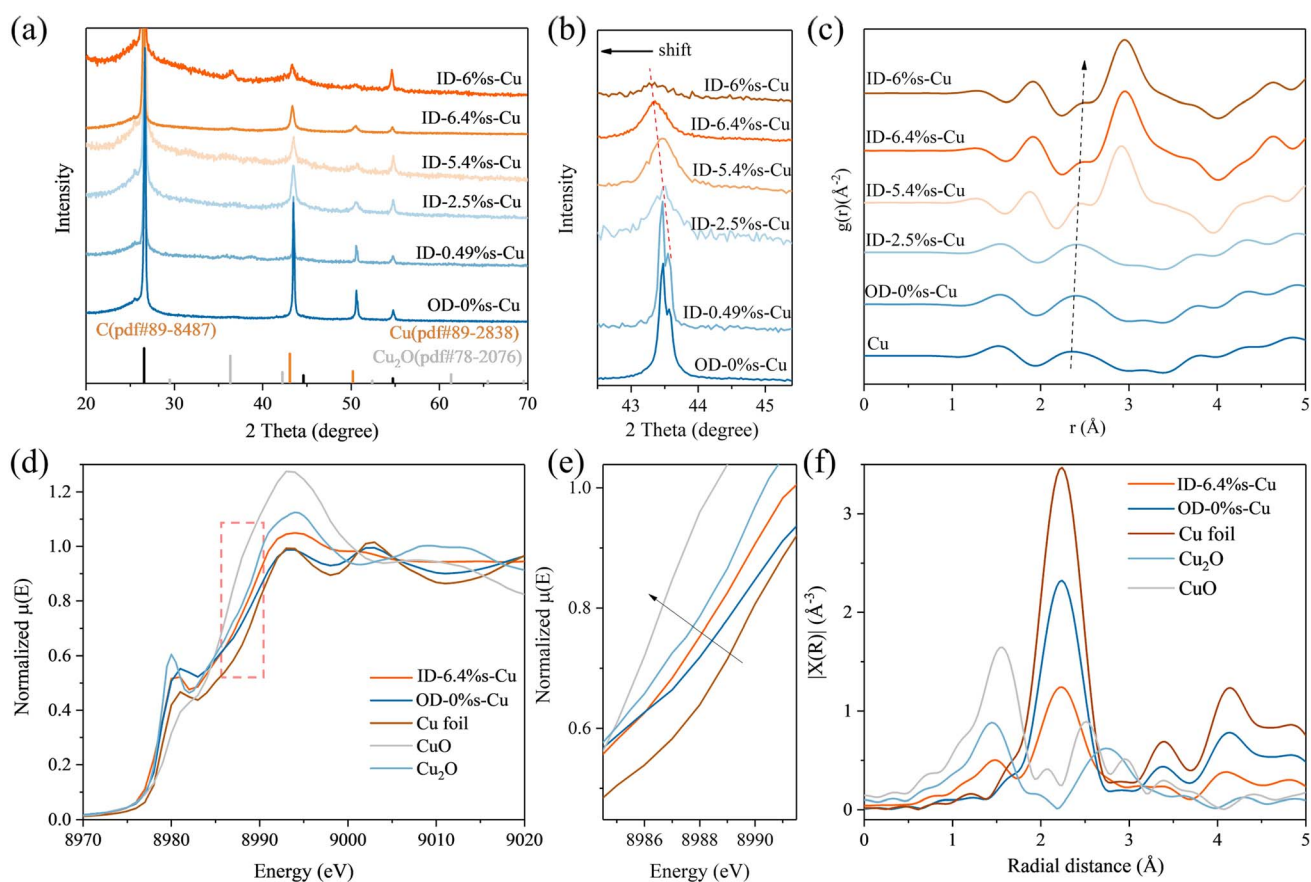 (a)
Intensity
ID-6%s-Cu
ID-6.4%s-Cu
ID-5.4%s-Cu
ID-2.5%s-Cu
ID-0.49%s-Cu
OD-0%s-Cu
C(pdf#89-8487)
Cu(pdf#89-2838)
Cu₂O(pdf#78-2076)
20 30 40 50 60 70
2 Theta (degree)
(b)
shift
Intensity
ID-6%s-Cu
ID-6.4%s-Cu
ID-5.4%s-Cu
ID-2.5%s-Cu
ID-0.49%s-Cu
OD-0%s-Cu
43 44 45
2 Theta (degree)
(c)
g(r)(Å⁻²)
ID-6%s-Cu
ID-6.4%s-Cu
ID-5.4%s-Cu
ID-2.5%s-Cu
OD-0%s-Cu
Cu
0 1 2 3 4 5
r (Å)
(d)
Normalized μ(E)
1.2
1.0
0.8
0.6
0.4
0.2
0.0
ID-6.4%s-Cu
OD-0%s-Cu
Cu foil
CuO
Cu₂O
8970 8980 8990 9000 9010 9020
Energy (eV)
(e)
Normalized μ(E)
1.0
0.8
0.6
8986 8988 8990
Energy (eV)
(f)
|X(R)| (Å⁻³)
3
2
1
0
ID-6.4%s-Cu
OD-0%s-Cu
Cu foil
Cu₂O
CuO
0 1 2 3 4 5
Radial distance (Å)